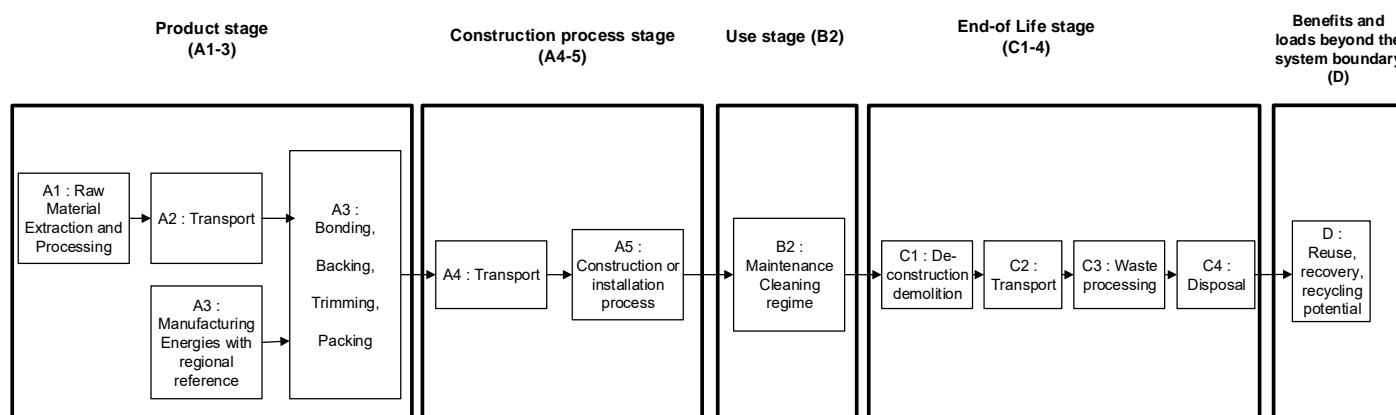 Product stage
(A1-3)
Construction process stage
(A4-5)
Use stage (B2)
End-of Life stage
(C1-4)
Benefits and
loads beyond the
system boundary
(D)
A1 : Raw
Material
Extraction and
Processing
A2 : Transport
A3 :
Manufacturing
Energies with
regional
reference
A3 :
Bonding,
Backing,
Trimming,
Packing
A4 : Transport
A5 :
Construction or
installation
process
B2 :
Maintenance
Cleaning
regime
C1 : De-
construction
demolition
C2 :
Transport
C3 : Waste
processing
C4 :
Disposal
D :
Reuse,
recovery,
recycling
potential